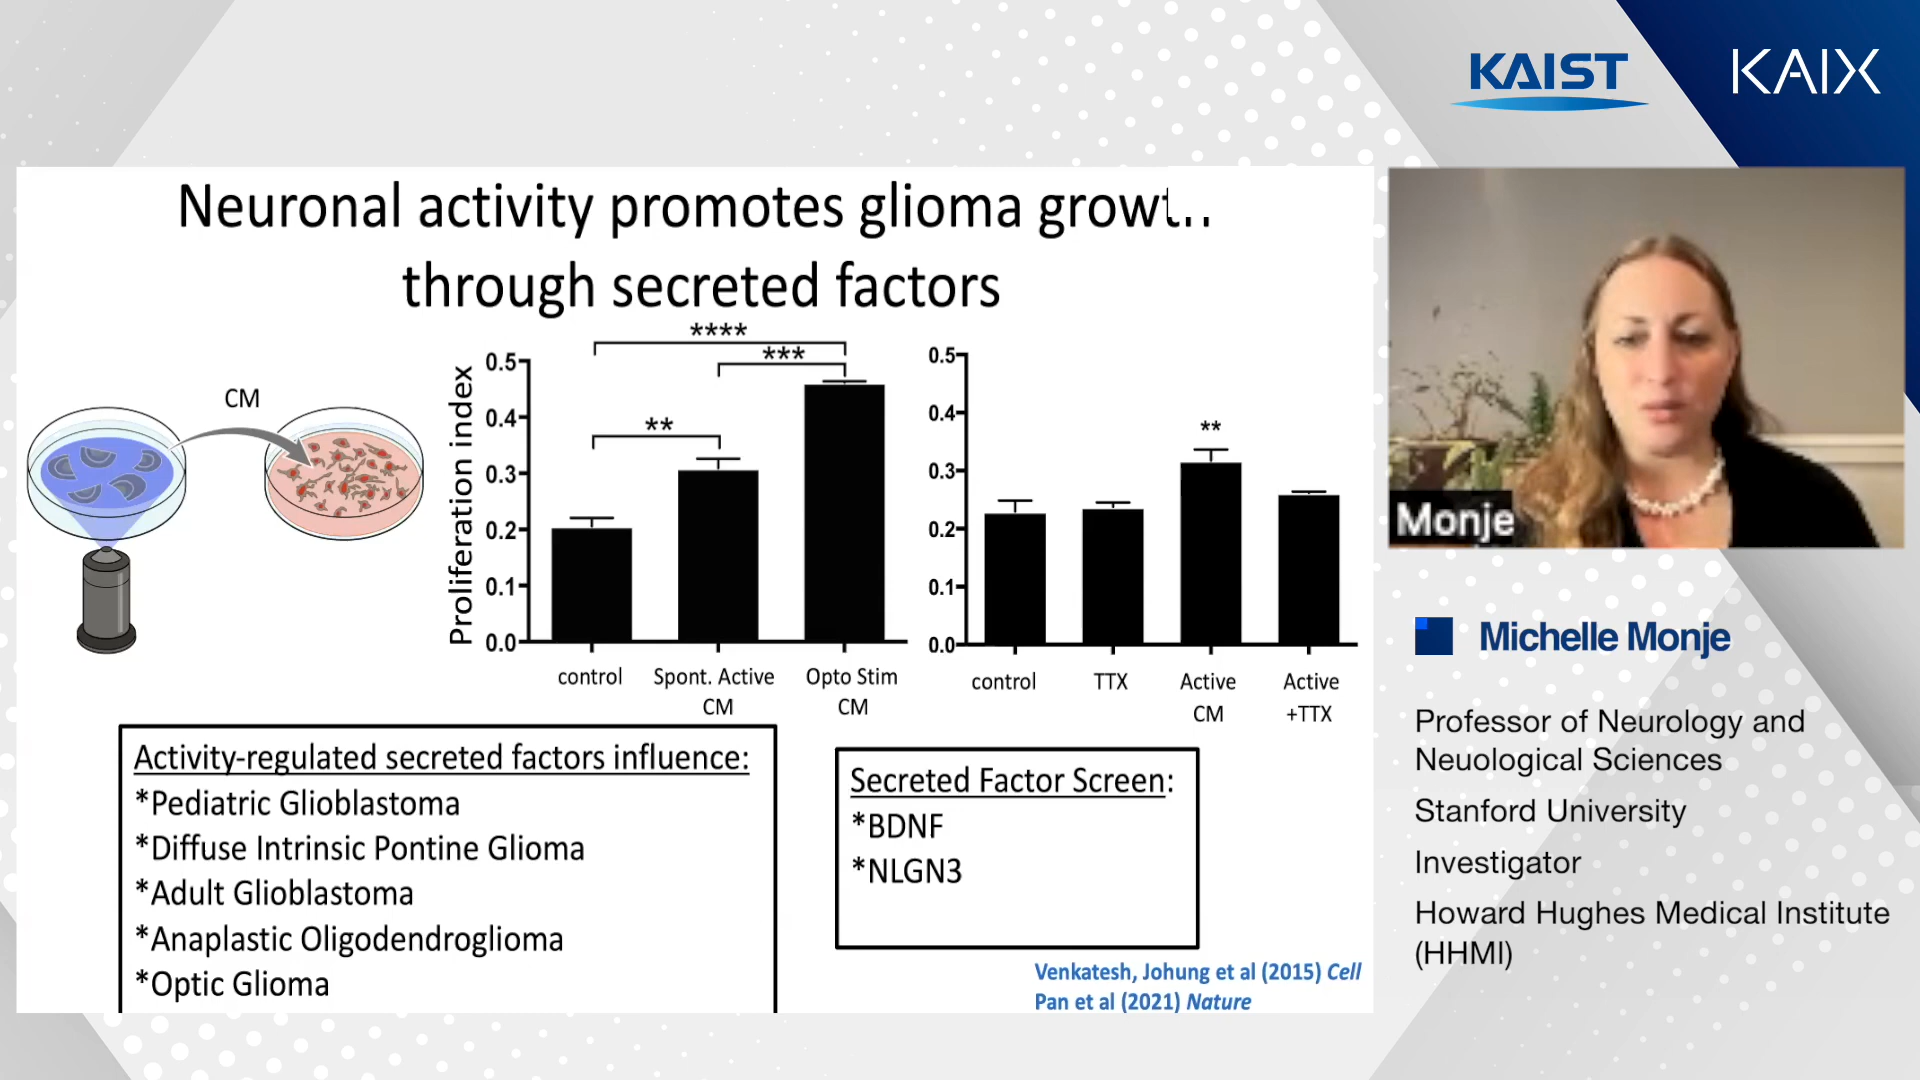 KAIST
KAIX
Neuronal activity promotes glioma growth
through secreted factors
CM
Proliferation index
0.5
0.4
0.3
0.2
0.1
0.0
****
***
**
control
Spont. Active
CM
Opto Stim
CM
0.5
0.4
0.3
0.2
0.1
0.0
**
control
TTX
Active
CM
Active
+TTX
Activity-regulated secreted factors influence:
*Pediatric Glioblastoma
*Diffuse Intrinsic Pontine Glioma
*Adult Glioblastoma
*Anaplastic Oligodendroglioma
*Optic Glioma
Secreted Factor Screen:
*BDNF
*NLGN3
Venkatesh, Johung et al (2015) Cell
Pan et al (2021) Nature
Monje
Michelle Monje
Professor of Neurology and
Neuological Sciences
Stanford University
Investigator
Howard Hughes Medical Institute
(HHMI)